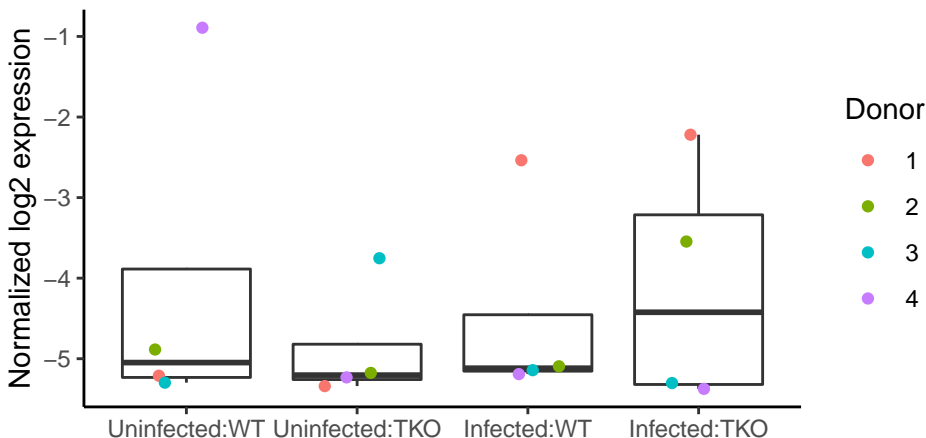 Normalized log2 expression
−1
−2
−3
−4
−5
Uninfected:WT
Uninfected:TKO
Infected:WT
Infected:TKO
Donor
1
2
3
4